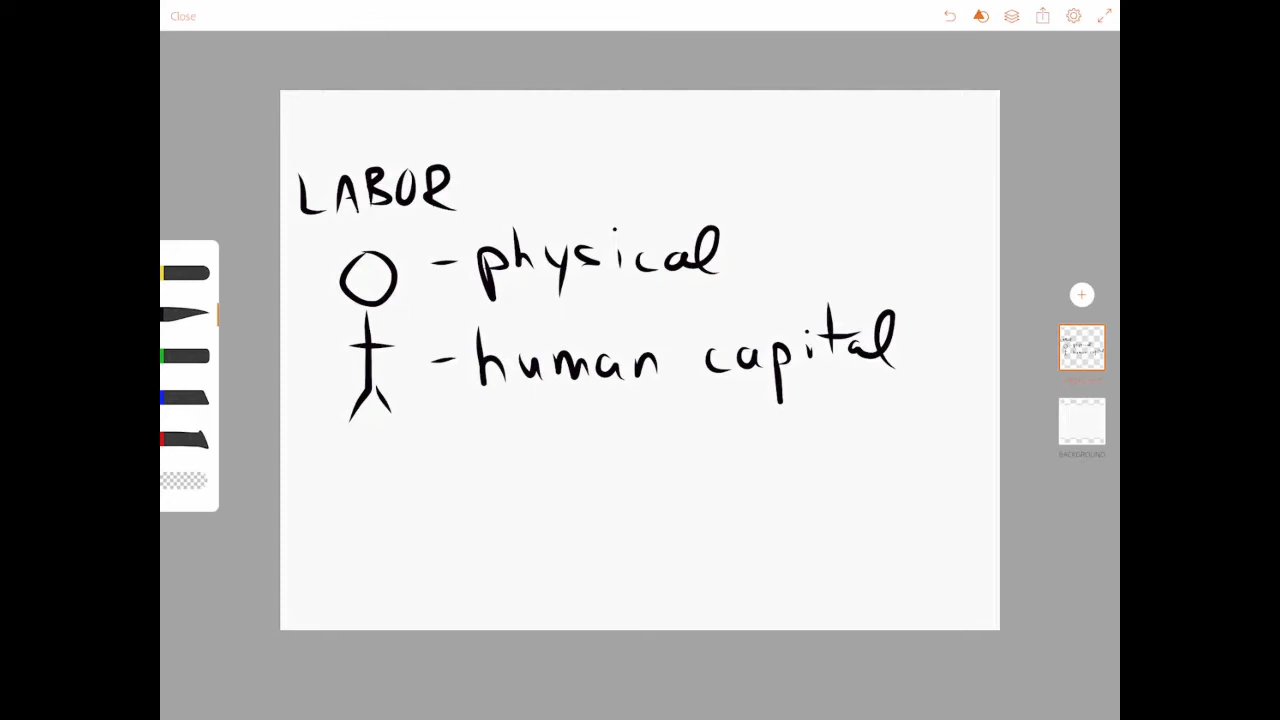 Close
LABOR
- physical
- human capital
BACKGROUND